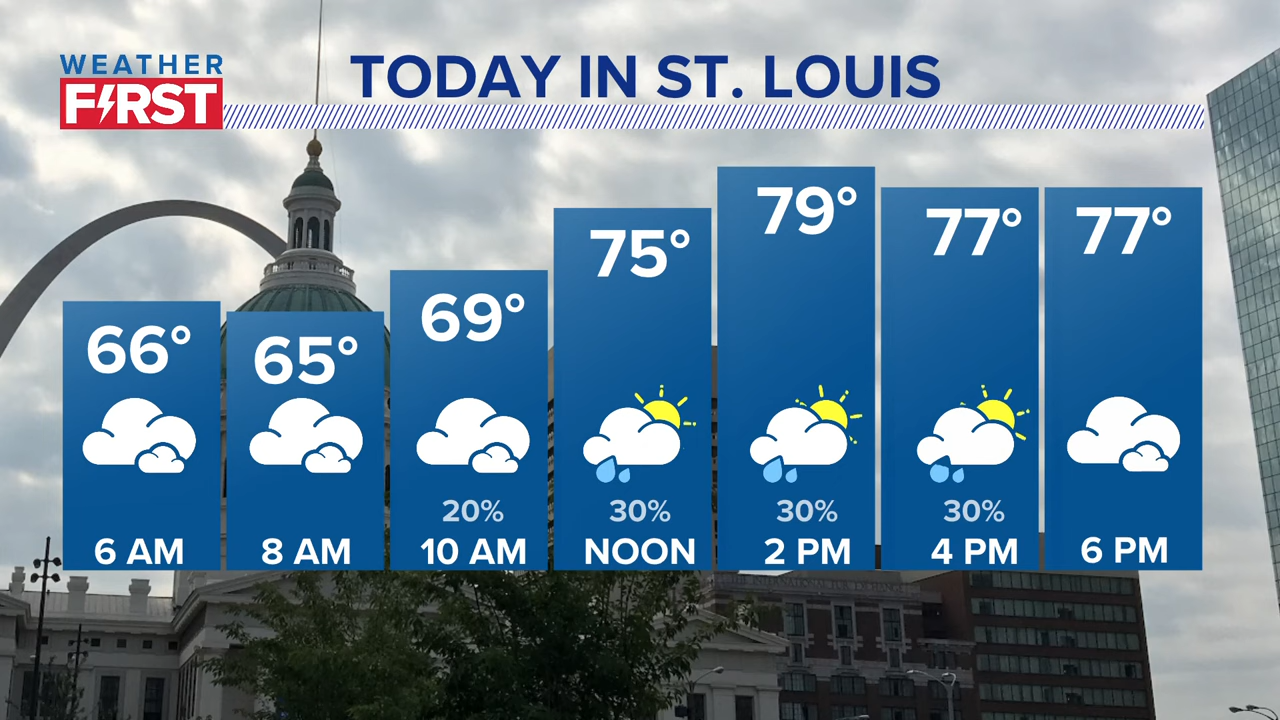 WEATHER
FIRST
TODAY IN ST. LOUIS
66° 65° 69° 75° 79° 77° 77°
20% 30% 30% 30%
6 AM 8 AM 10 AM NOON 2 PM 4 PM 6 PM